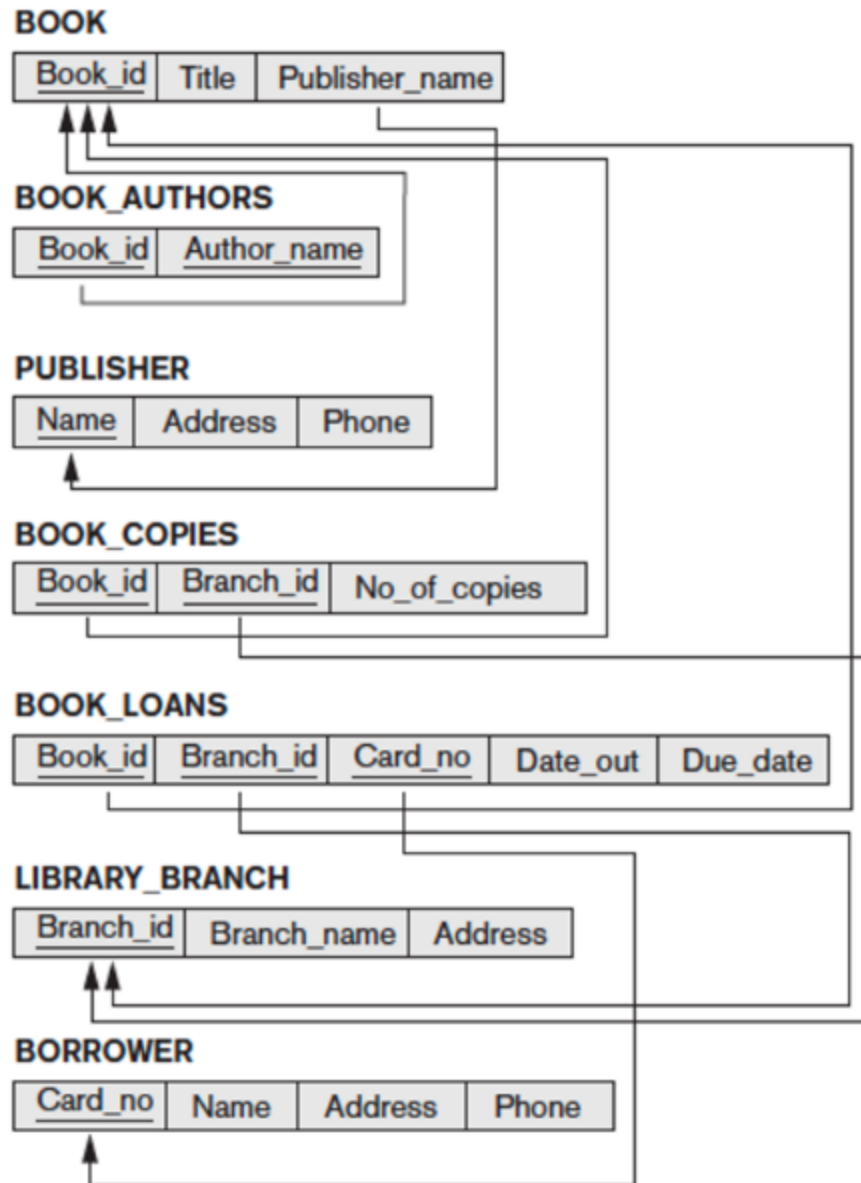 BOOK
Book_id Title Publisher_name
BOOK_AUTHORS
Book_id Author_name
PUBLISHER
Name Address Phone
BOOK_COPIES
Book_id Branch_id No_of_copies
BOOK_LOANS
Book_id Branch_id Card_no Date_out Due_date
LIBRARY_BRANCH
Branch_id Branch_name Address
BORROWER
Card_no Name Address Phone